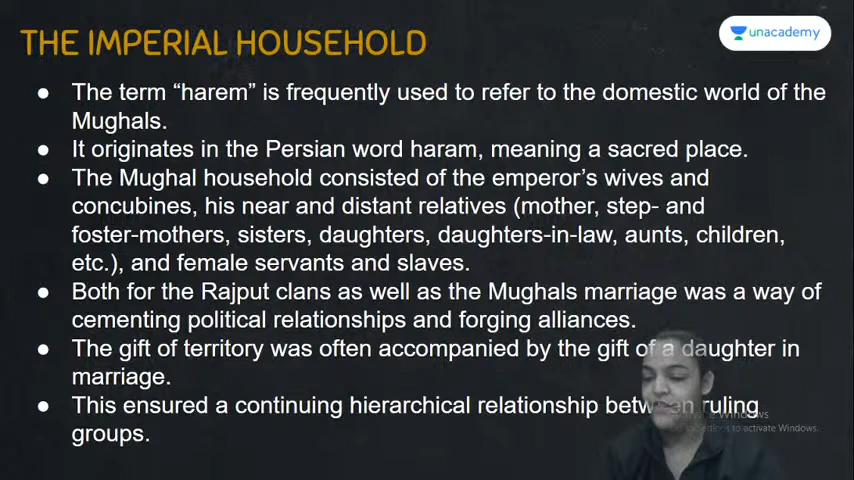 THE IMPERIAL HOUSEHOLD
unacademy
● The term “harem” is frequently used to refer to the domestic world of the
Mughals.
● It originates in the Persian word haram, meaning a sacred place.
● The Mughal household consisted of the emperor’s wives and
concubines, his near and distant relatives (mother, step- and
foster-mothers, sisters, daughters, daughters-in-law, aunts, children,
etc.), and female servants and slaves.
● Both for the Rajput clans as well as the Mughals marriage was a way of
cementing political relationships and forging alliances.
● The gift of territory was often accompanied by the gift of a daughter in
marriage.
● This ensured a continuing hierarchical relationship between ruling
groups.
Windows
to activate Windows.